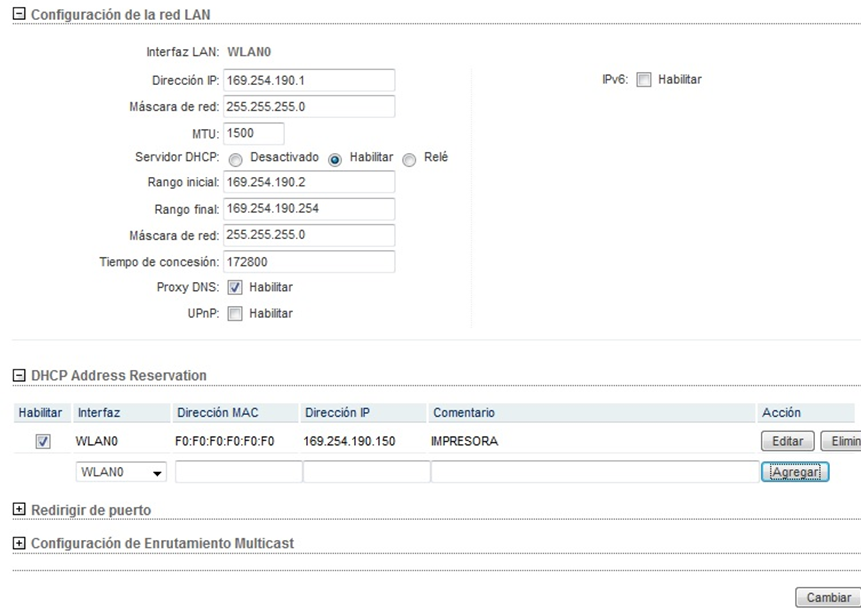 Configuración de la red LAN
Interfaz LAN: WLAN0
Dirección IP: 169.254.190.1
IPv6: Habilitar
Máscara de red: 255.255.255.0
MTU: 1500
Servidor DHCP: Desactivado Habilitar Relé
Rango inicial: 169.254.190.2
Rango final: 169.254.190.254
Máscara de red: 255.255.255.0
Tiempo de concesión: 172800
Proxy DNS: Habilitar
UPnP: Habilitar
DHCP Address Reservation
Habilitar Interfaz Dirección MAC Dirección IP Comentario Acción
WLAN0 F0:F0:F0:F0:F0:F0 169.254.190.150 IMPRESORA Editar Elimin
WLAN0 Agregar
Redirigir de puerto
Configuración de Enrutamiento Multicast
Cambiar